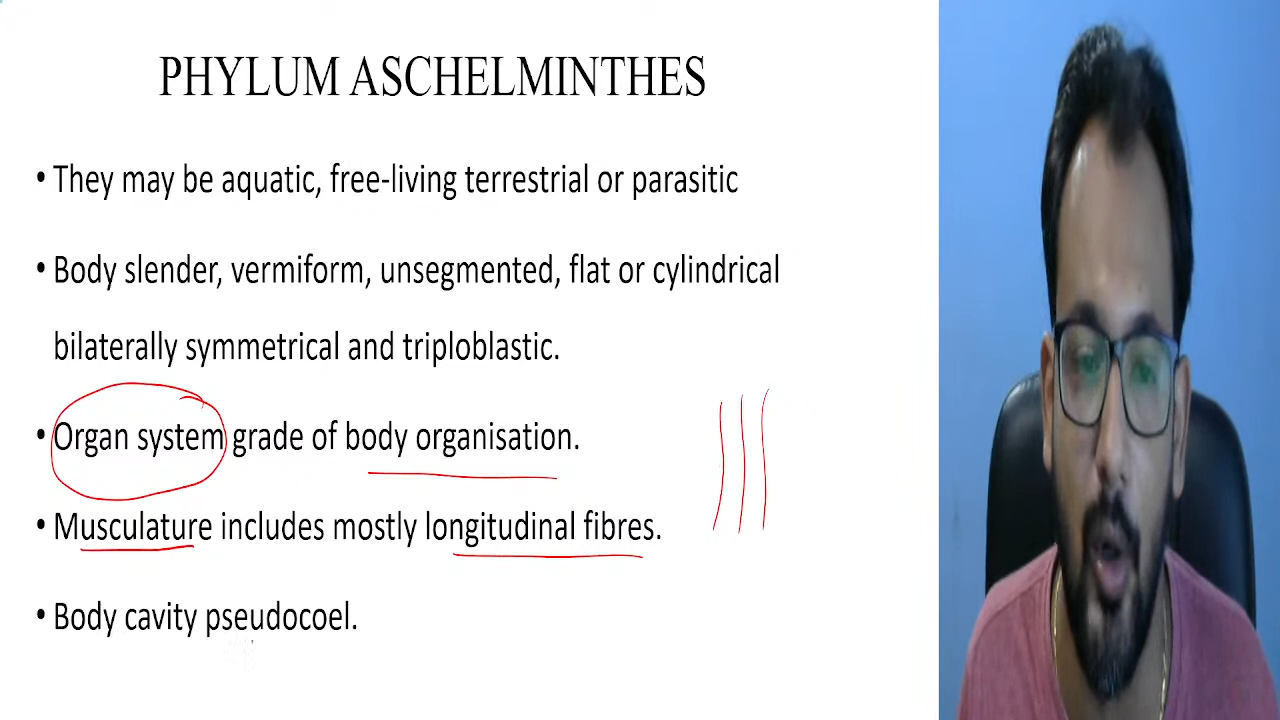 PHYLUM ASCHELMINTHES
• They may be aquatic, free-living terrestrial or parasitic
• Body slender, vermiform, unsegmented, flat or cylindrical
bilaterally symmetrical and triploblastic.
• Organ system grade of body organisation.
• Musculature includes mostly longitudinal fibres.
• Body cavity pseudocoel.